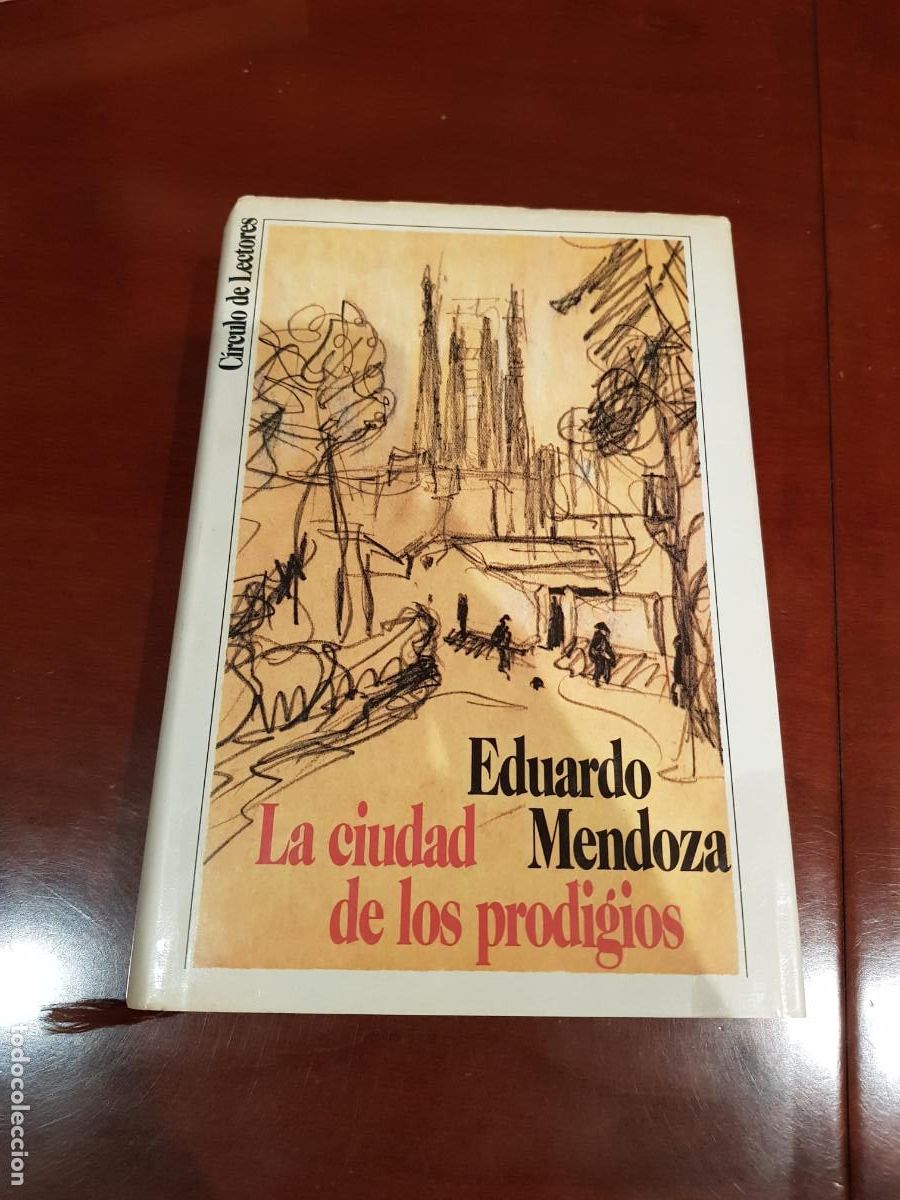 Círculo de Lectores
Eduardo
La ciudad Mendoza
de los prodigios
todocoleccion